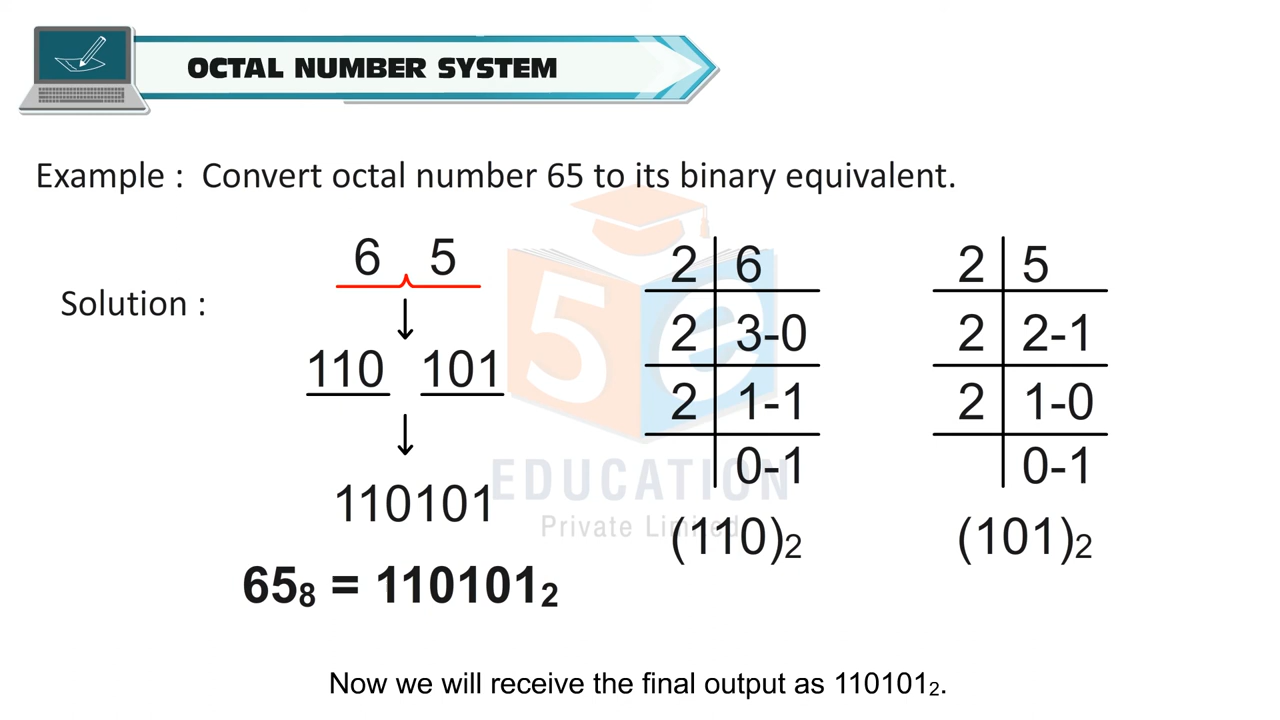 OCTAL NUMBER SYSTEM
Example : Convert octal number 65 to its binary equivalent.
Solution :
6 5
110 101
110101
65₈ = 110101₂
2 6
2 3-0
2 1-1
0-1
(110)₂
2 5
2 2-1
2 1-0
0-1
(101)₂
5e
EDUCATION
Private Limited
Now we will receive the final output as 110101₂.